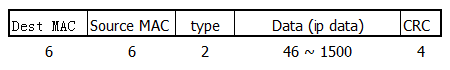 Dest MAC Source MAC type Data (ip data) CRC
6 6 2 46 ~ 1500 4